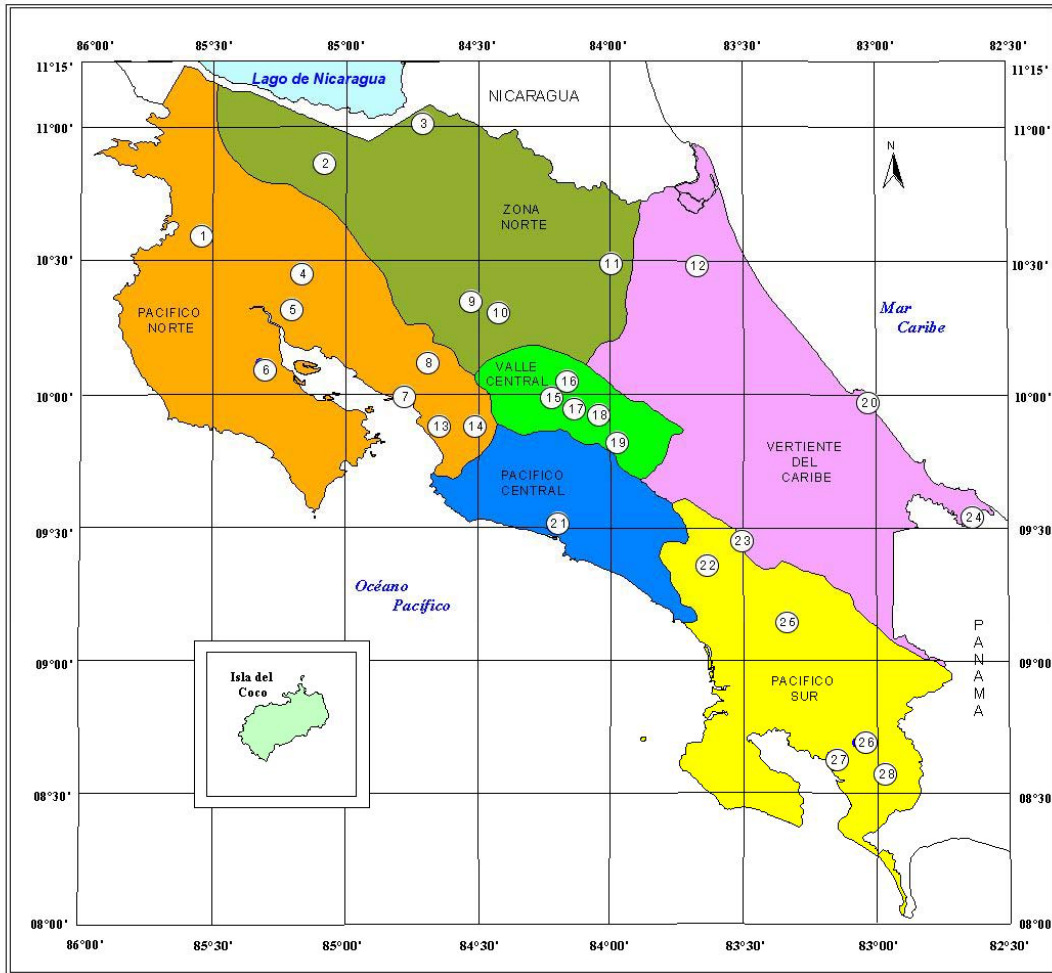 86°00' 85°30' 85°00' 84°30' 84°00' 83°30' 83°00' 82°30'
11°15' 11°15'
Lago de Nicaragua
NICARAGUA
3
11°00' 11°00'
2
N
ZONA
NORTE
1
10°30' 10°30'
4
11
12
5
9
10
PACIFICO
NORTE
Mar
Caribe
8
6
VALLE
CENTRAL
16
10°00' 10°00'
7
15
17
18
20
13
14
19
VERTIENTE
DEL
CARIBE
PACIFICO
CENTRAL
09°30' 09°30'
21
24
23
22
Océano
Pacífico
26
PANAMA
09°00' 09°00'
Isla del
Coco
PACIFICO
SUR
26
27
28
08°30' 08°30'
08°00' 08°00'
86°00' 85°30' 85°00' 84°30' 84°00' 83°30' 83°00' 82°30'